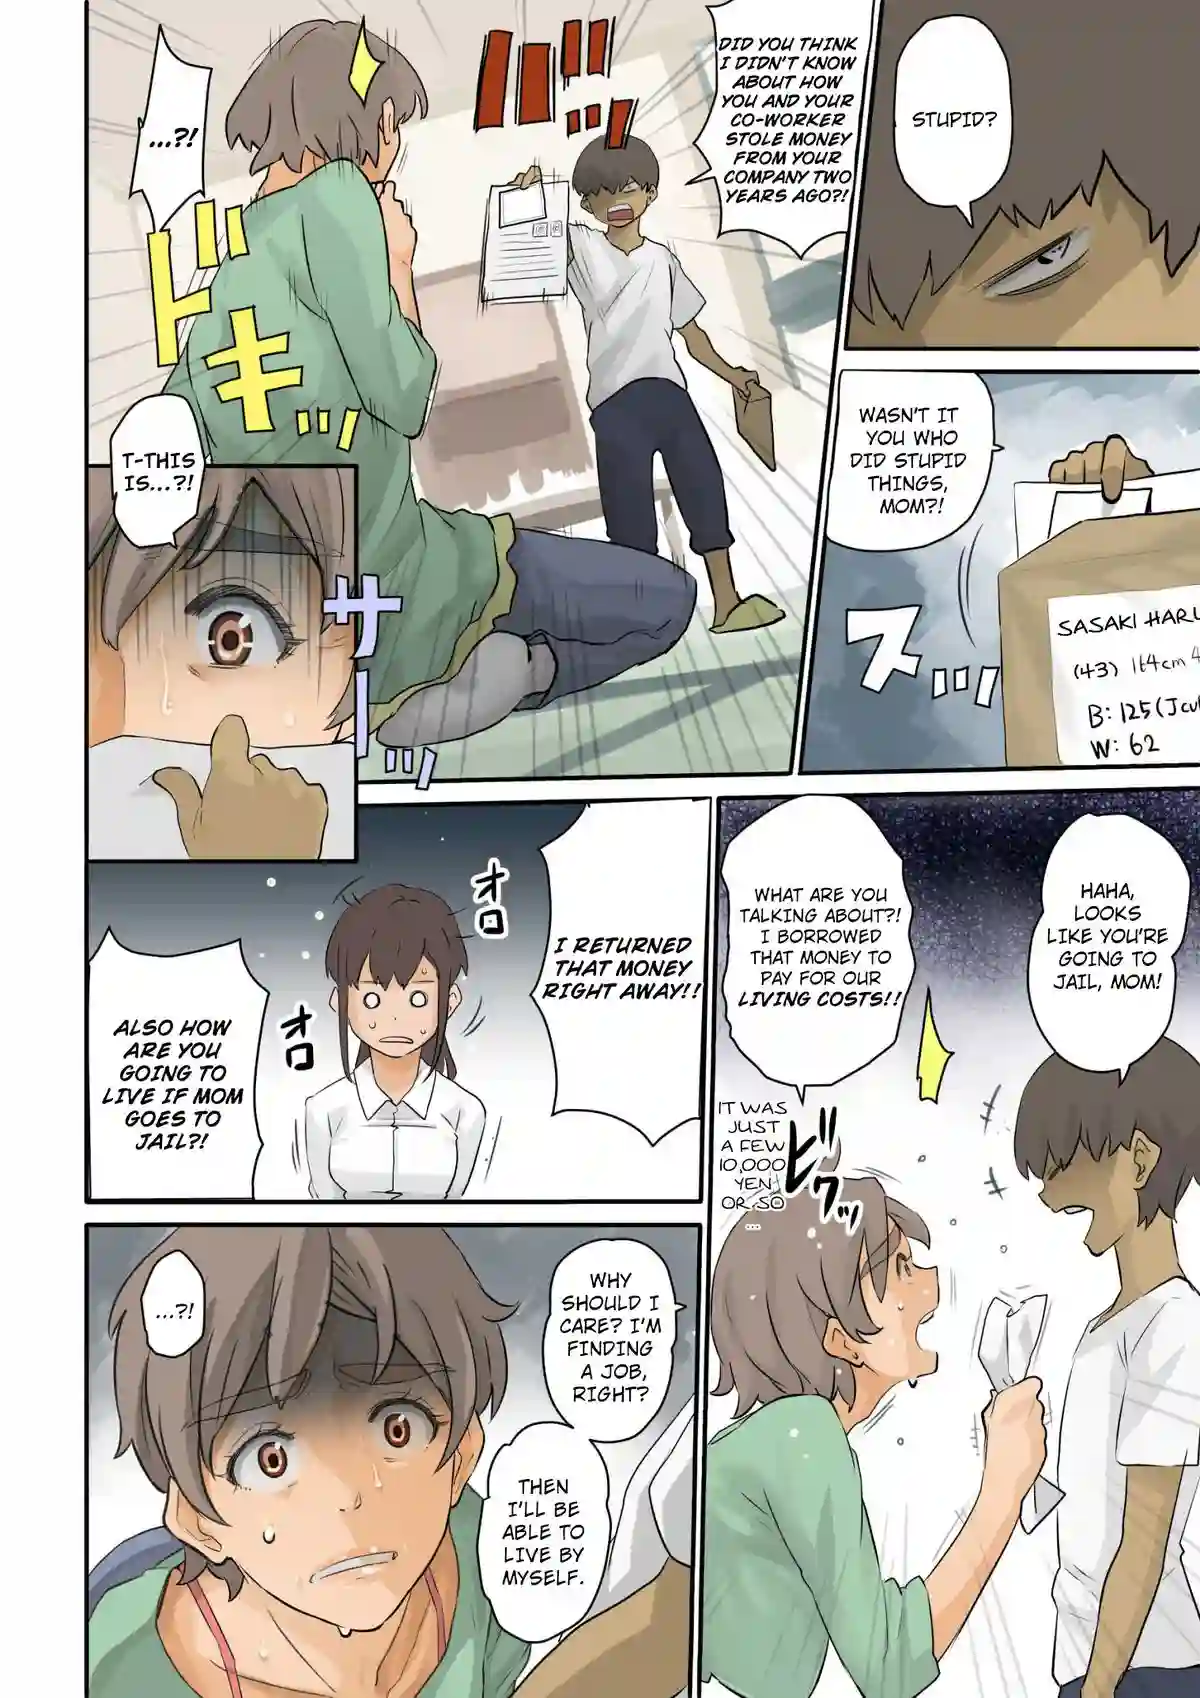 STUPID?
DID YOU THINK
I DIDN'T KNOW
ABOUT HOW
YOU AND YOUR
CO-WORKER
STOLE MONEY
FROM YOUR
COMPANY TWO
YEARS AGO?!
バババッ
...?!
ドキッ
WASN'T IT
YOU WHO
DID STUPID
THINGS,
MOM?!
スッ
SASAKI HARU
(43) 164cm 4
B: 125(Jcu
W: 62
T-THIS
IS...?!
サーッ
HAHA,
LOOKS
LIKE YOU'RE
GOING TO
JAIL, MOM!
WHAT ARE YOU
TALKING ABOUT?!
I BORROWED
THAT MONEY TO
PAY FOR OUR
LIVING COSTS!!
IT WAS
JUST
A FEW
10,000
YEN
OR SO
...
ビクッ
I RETURNED
THAT MONEY
RIGHT AWAY!!
オロ
オロ
ALSO HOW
ARE YOU
GOING TO
LIVE IF MOM
GOES TO
JAIL?!
WHY
SHOULD I
CARE? I'M
FINDING
A JOB,
RIGHT?
THEN
I'LL BE
ABLE TO
LIVE BY
MYSELF.
...?!